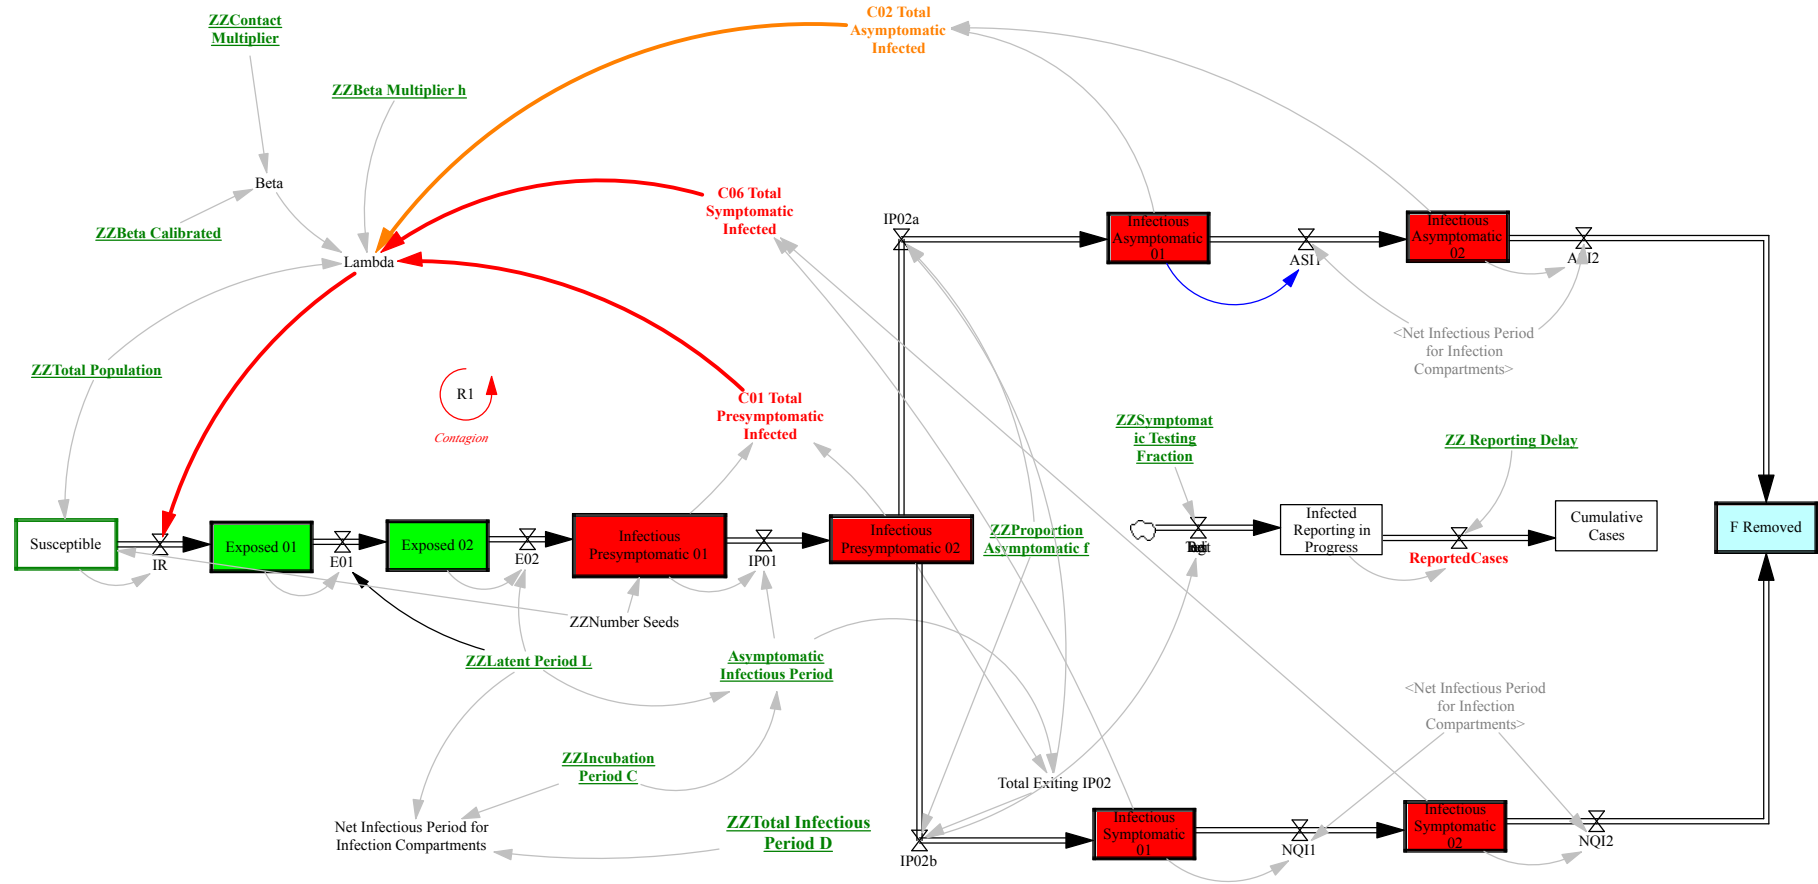 ZZContact
Multiplier
C02 Total
Asymptomatic
Infected
ZZBeta Multiplier h
Beta
ZZBeta Calibrated
C06 Total
Symptomatic
Infected
IP02a
Infectious
Asymptomatic
01
Infectious
Asymptomatic
02
Lambda
ASI1
<Net Infectious Period
for Infection
Compartments>
ZZTotal Population
R1
Contagion
C01 Total
Presymptomatic
Infected
ZZSymptomat
ic Testing
Fraction
ZZ Reporting Delay
Susceptible
IR
Exposed 01
E01
Exposed 02
E02
Infectious
Presymptomatic 01
IP01
Infectious
Presymptomatic 02
ZZProportion
Asymptomatic f
Infected
Reporting in
Progress
ReportedCases
Cumulative
Cases
F Removed
ZZNumber Seeds
ZZLatent Period L
Asymptomatic
Infectious Period
<Net Infectious Period
for Infection
Compartments>
ZZIncubation
Period C
Total Exiting IP02
Net Infectious Period for
Infection Compartments
ZZTotal Infectious
Period D
IP02b
Infectious
Symptomatic
01
NQI1
Infectious
Symptomatic
02
NQI2